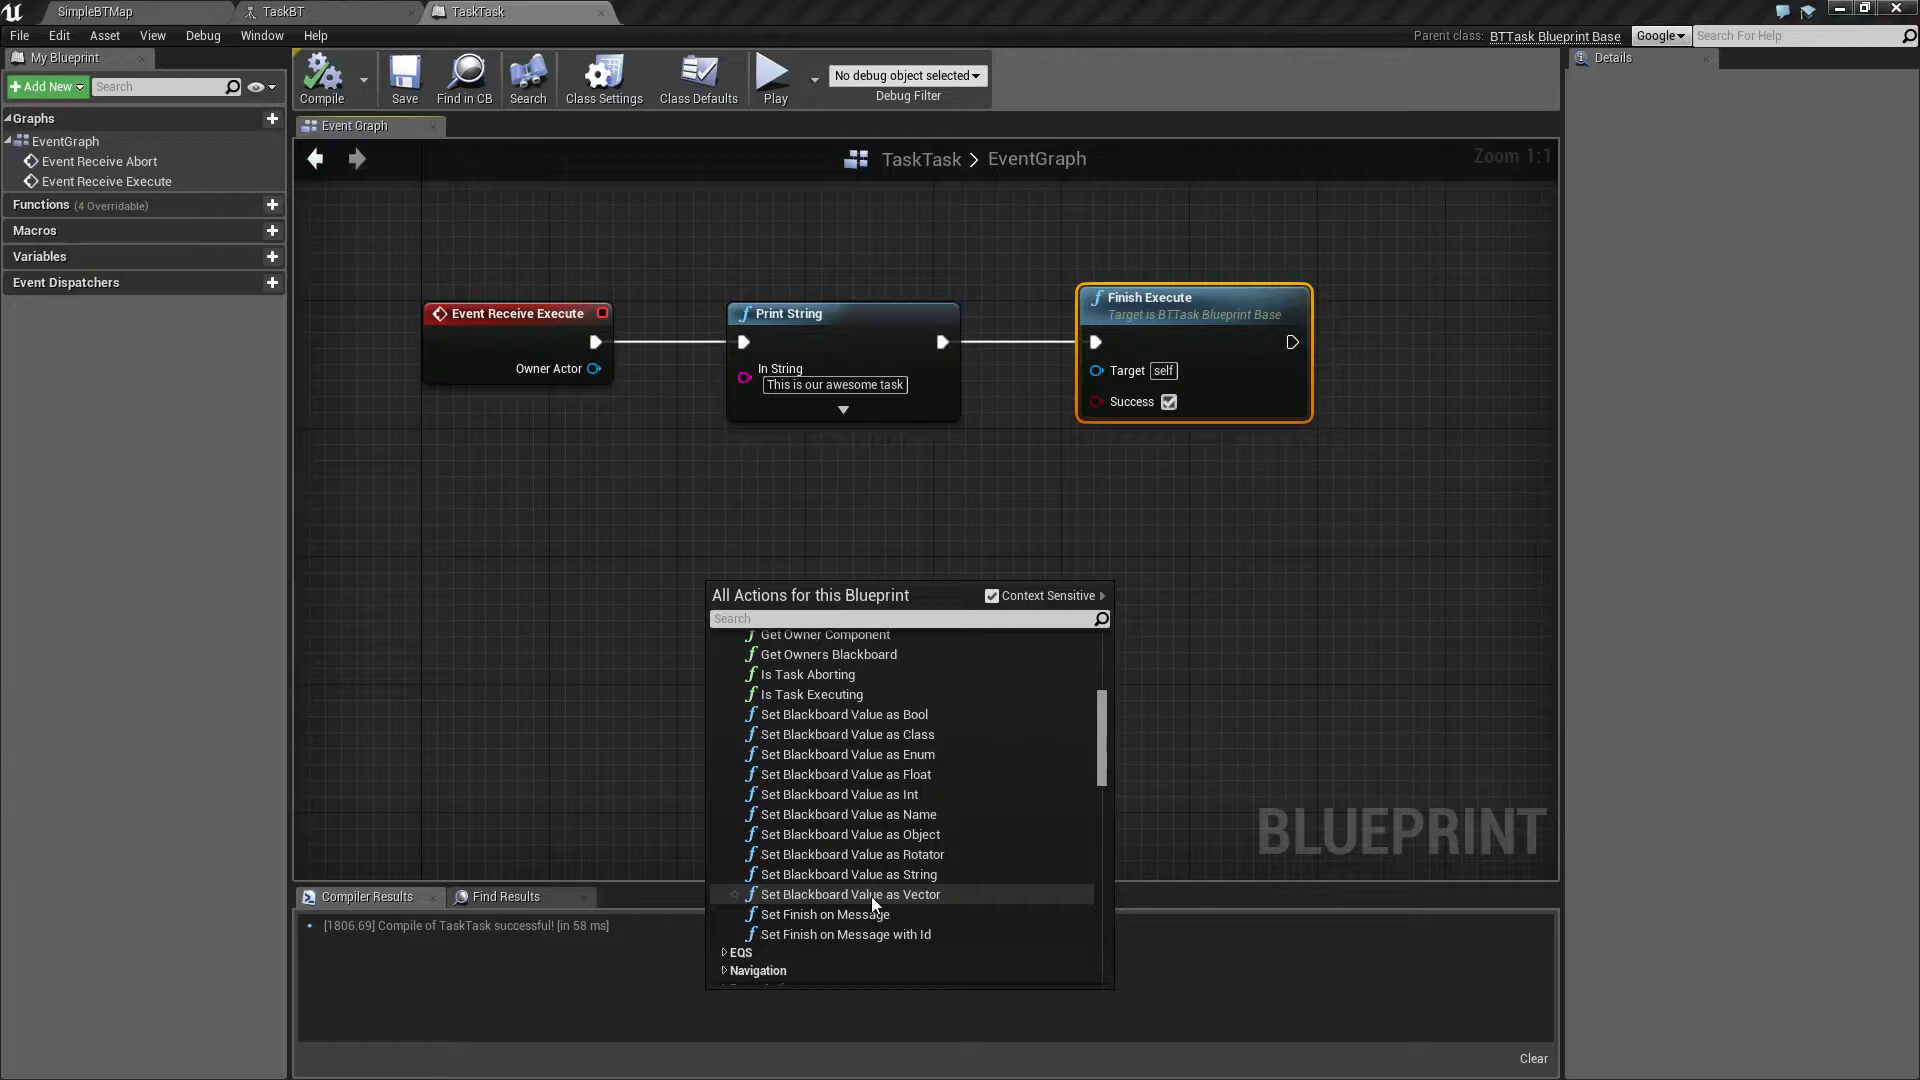 SimpleBTMap
TaskBT
TaskTask
File Edit Asset View Debug Window Help
Parent class: BTTask Blueprint Base
Google
Search For Help
My Blueprint
Add New
Search
Graphs
EventGraph
Event Receive Abort
Event Receive Execute
Functions (4 Overridable)
Macros
Variables
Event Dispatchers
Compile
Save
Find in CB
Search
Class Settings
Class Defaults
Play
No debug object selected
Debug Filter
Details
Event Graph
TaskTask > EventGraph
Zoom 1:1
Event Receive Execute
Owner Actor
Print String
In String
This is our awesome task
Finish Execute
Target is BTTask Blueprint Base
Target self
Success
All Actions for this Blueprint
Context Sensitive
Search
Get Owner Component
Get Owners Blackboard
Is Task Aborting
Is Task Executing
Set Blackboard Value as Bool
Set Blackboard Value as Class
Set Blackboard Value as Enum
Set Blackboard Value as Float
Set Blackboard Value as Int
Set Blackboard Value as Name
Set Blackboard Value as Object
Set Blackboard Value as Rotator
Set Blackboard Value as String
Set Blackboard Value as Vector
Set Finish on Message
Set Finish on Message with Id
EQS
Navigation
BLUEPRINT
Compiler Results
Find Results
[1806.69] Compile of TaskTask successful! [in 58 ms]
Clear